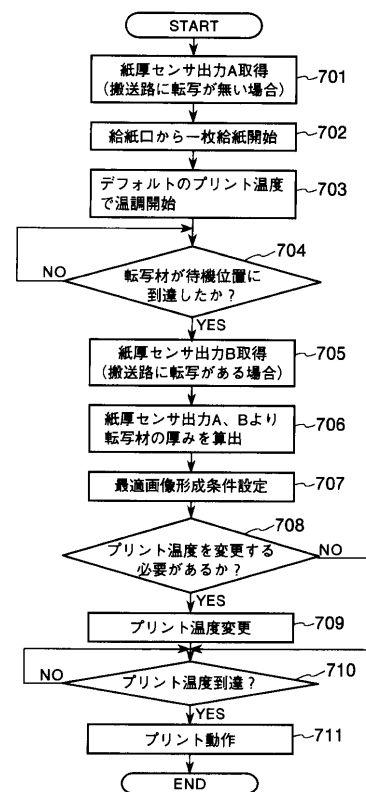 START
紙厚センサ出力A取得
(搬送路に転写が無い場合)
701
給紙口から一枚給紙開始
702
デフォルトのプリント温度
で温調開始
703
704
転写材が待機位置に
到達したか？
NO
YES
紙厚センサ出力B取得
(搬送路に転写がある場合)
705
紙厚センサ出力A、Bより
転写材の厚みを算出
706
最適画像形成条件設定
707
708
プリント温度を変更する
必要があるか？
NO
YES
プリント温度変更
709
710
プリント温度到達？
NO
YES
プリント動作
711
END